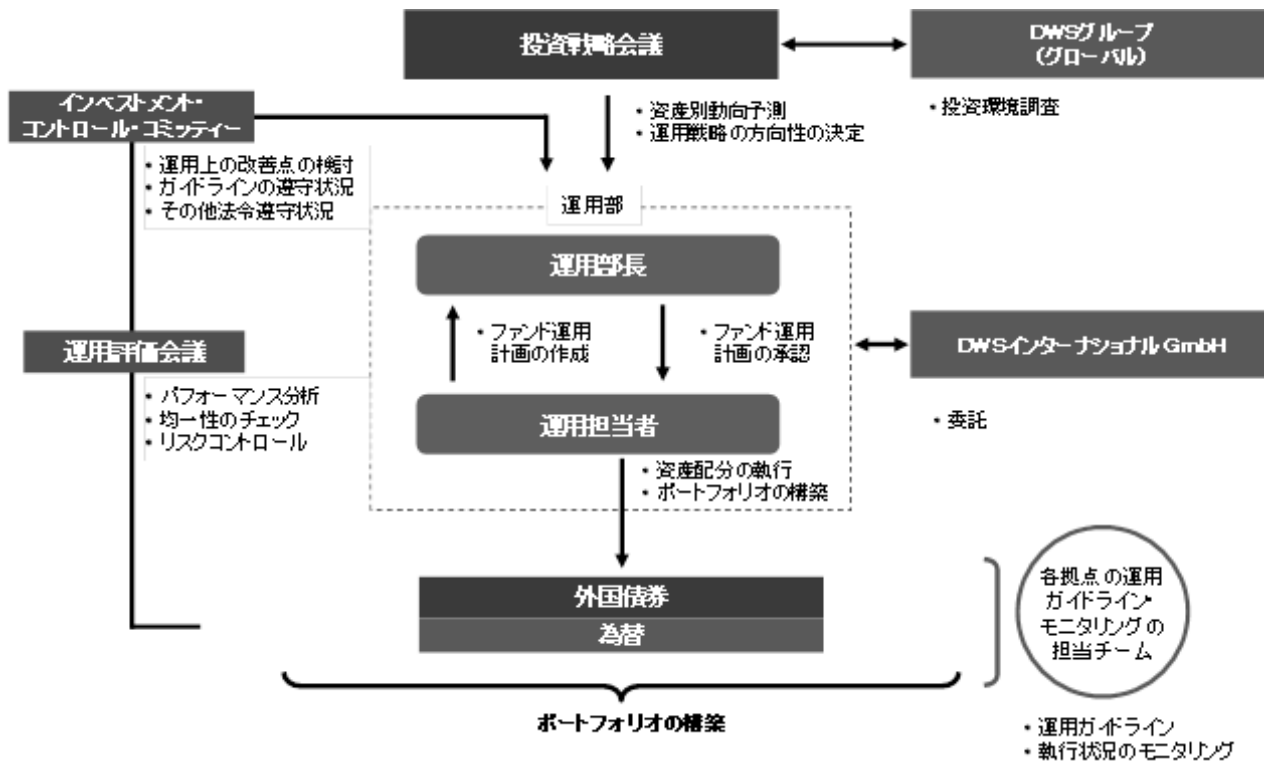 投資戦略会議
DWSグループ
(グローバル)
・投資環境調査
インベストメント・
コントロール・コミッティー
・資産別動向予測
・運用戦略の方向性の決定
・運用上の改善点の検討
・ガイドラインの遵守状況
・その他法令遵守状況
運用部
運用部長
・ファンド運用
計画の作成
・ファンド運用
計画の承認
運用評価会議
DWSインターナショナル GmbH
・パフォーマンス分析
・均一性のチェック
・リスクコントロール
運用担当者
・委託
・資産配分の執行
・ポートフォリオの構築
外国債券
為替
各拠点の運用
ガイドライン・
モニタリングの
担当チーム
ポートフォリオの構築
・運用ガイドライン
・執行状況のモニタリング